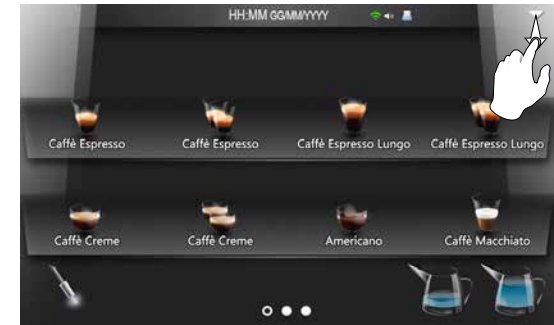 HH:MM GG/MM/YYYY
Caffè Espresso Caffè Espresso Caffè Espresso Lungo Caffè Espresso Lungo
Caffè Creme Caffè Creme Americano Caffè Macchiato